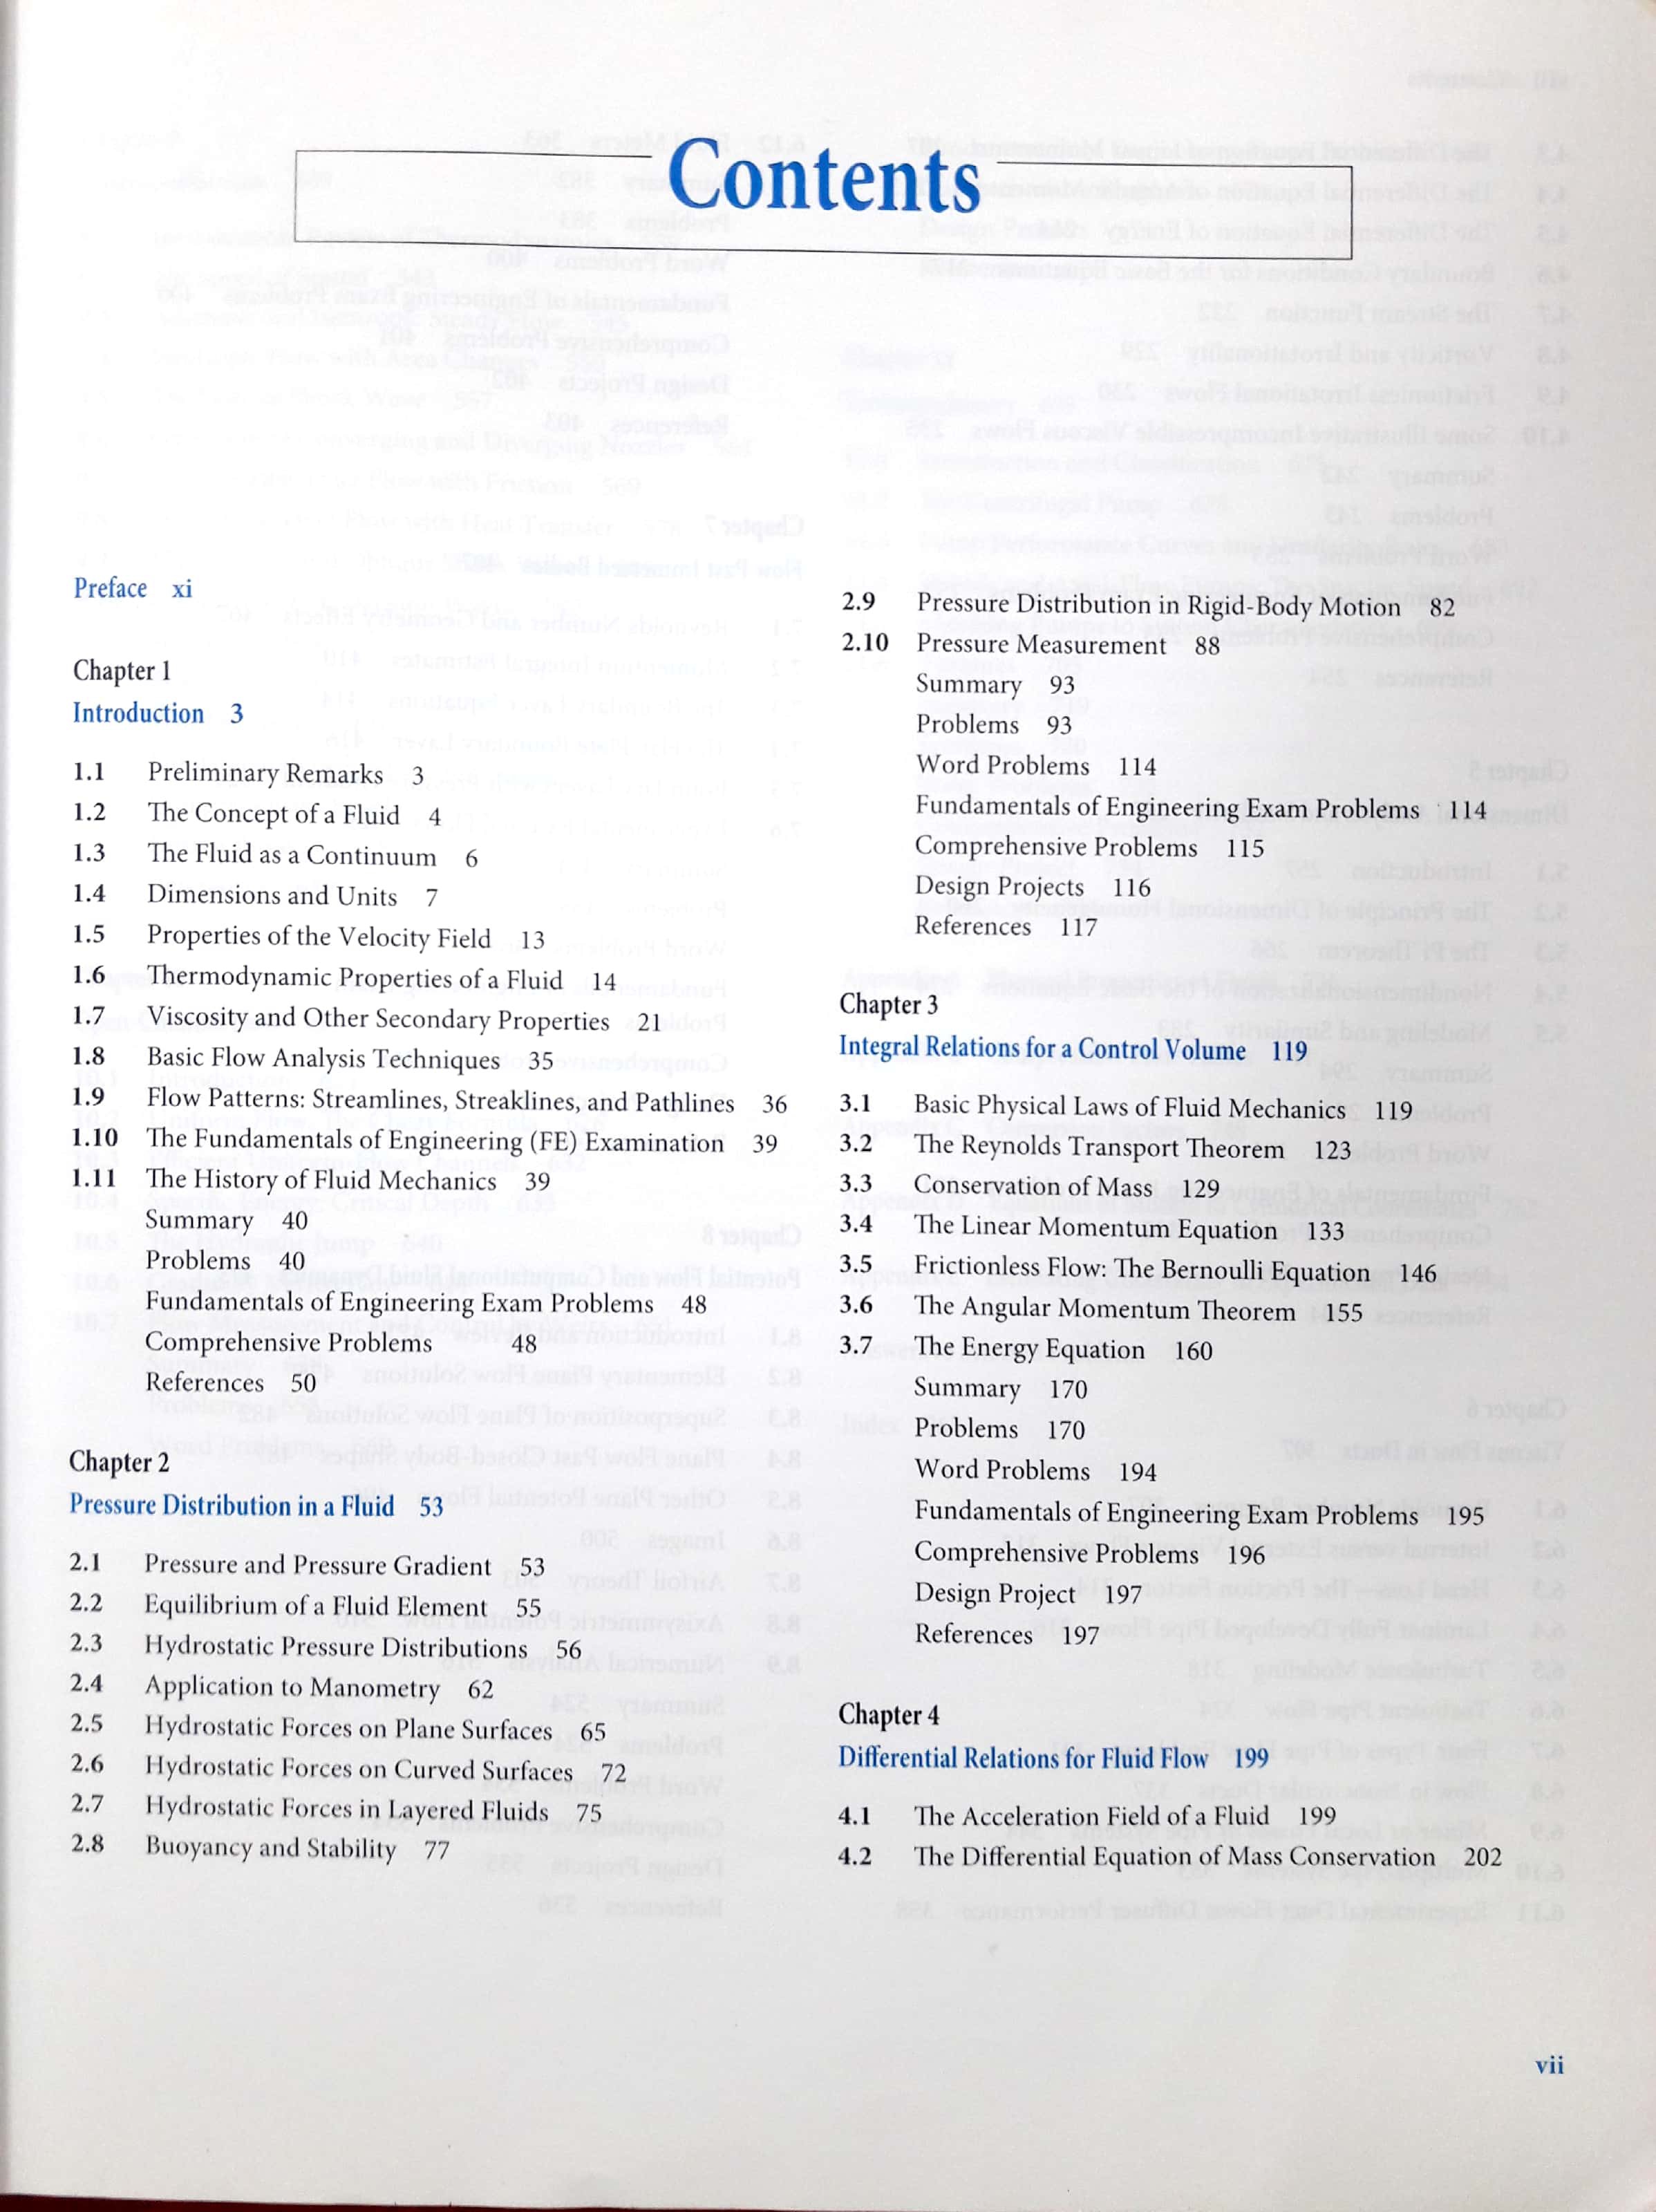 Contents
Preface xi
Chapter 1
Introduction 3
1.1 Preliminary Remarks 3
1.2 The Concept of a Fluid 4
1.3 The Fluid as a Continuum 6
1.4 Dimensions and Units 7
1.5 Properties of the Velocity Field 13
1.6 Thermodynamic Properties of a Fluid 14
1.7 Viscosity and Other Secondary Properties 21
1.8 Basic Flow Analysis Techniques 35
1.9 Flow Patterns: Streamlines, Streaklines, and Pathlines 36
1.10 The Fundamentals of Engineering (FE) Examination 39
1.11 The History of Fluid Mechanics 39
Summary 40
Problems 40
Fundamentals of Engineering Exam Problems 48
Comprehensive Problems 48
References 50
Chapter 2
Pressure Distribution in a Fluid 53
2.1 Pressure and Pressure Gradient 53
2.2 Equilibrium of a Fluid Element 55
2.3 Hydrostatic Pressure Distributions 56
2.4 Application to Manometry 62
2.5 Hydrostatic Forces on Plane Surfaces 65
2.6 Hydrostatic Forces on Curved Surfaces 72
2.7 Hydrostatic Forces in Layered Fluids 75
2.8 Buoyancy and Stability 77
2.9 Pressure Distribution in Rigid-Body Motion 82
2.10 Pressure Measurement 88
Summary 93
Problems 93
Word Problems 114
Fundamentals of Engineering Exam Problems 114
Comprehensive Problems 115
Design Projects 116
References 117
Chapter 3
Integral Relations for a Control Volume 119
3.1 Basic Physical Laws of Fluid Mechanics 119
3.2 The Reynolds Transport Theorem 123
3.3 Conservation of Mass 129
3.4 The Linear Momentum Equation 133
3.5 Frictionless Flow: The Bernoulli Equation 146
3.6 The Angular Momentum Theorem 155
3.7 The Energy Equation 160
Summary 170
Problems 170
Word Problems 194
Fundamentals of Engineering Exam Problems 195
Comprehensive Problems 196
Design Project 197
References 197
Chapter 4
Differential Relations for Fluid Flow 199
4.1 The Acceleration Field of a Fluid 199
4.2 The Differential Equation of Mass Conservation 202
vii